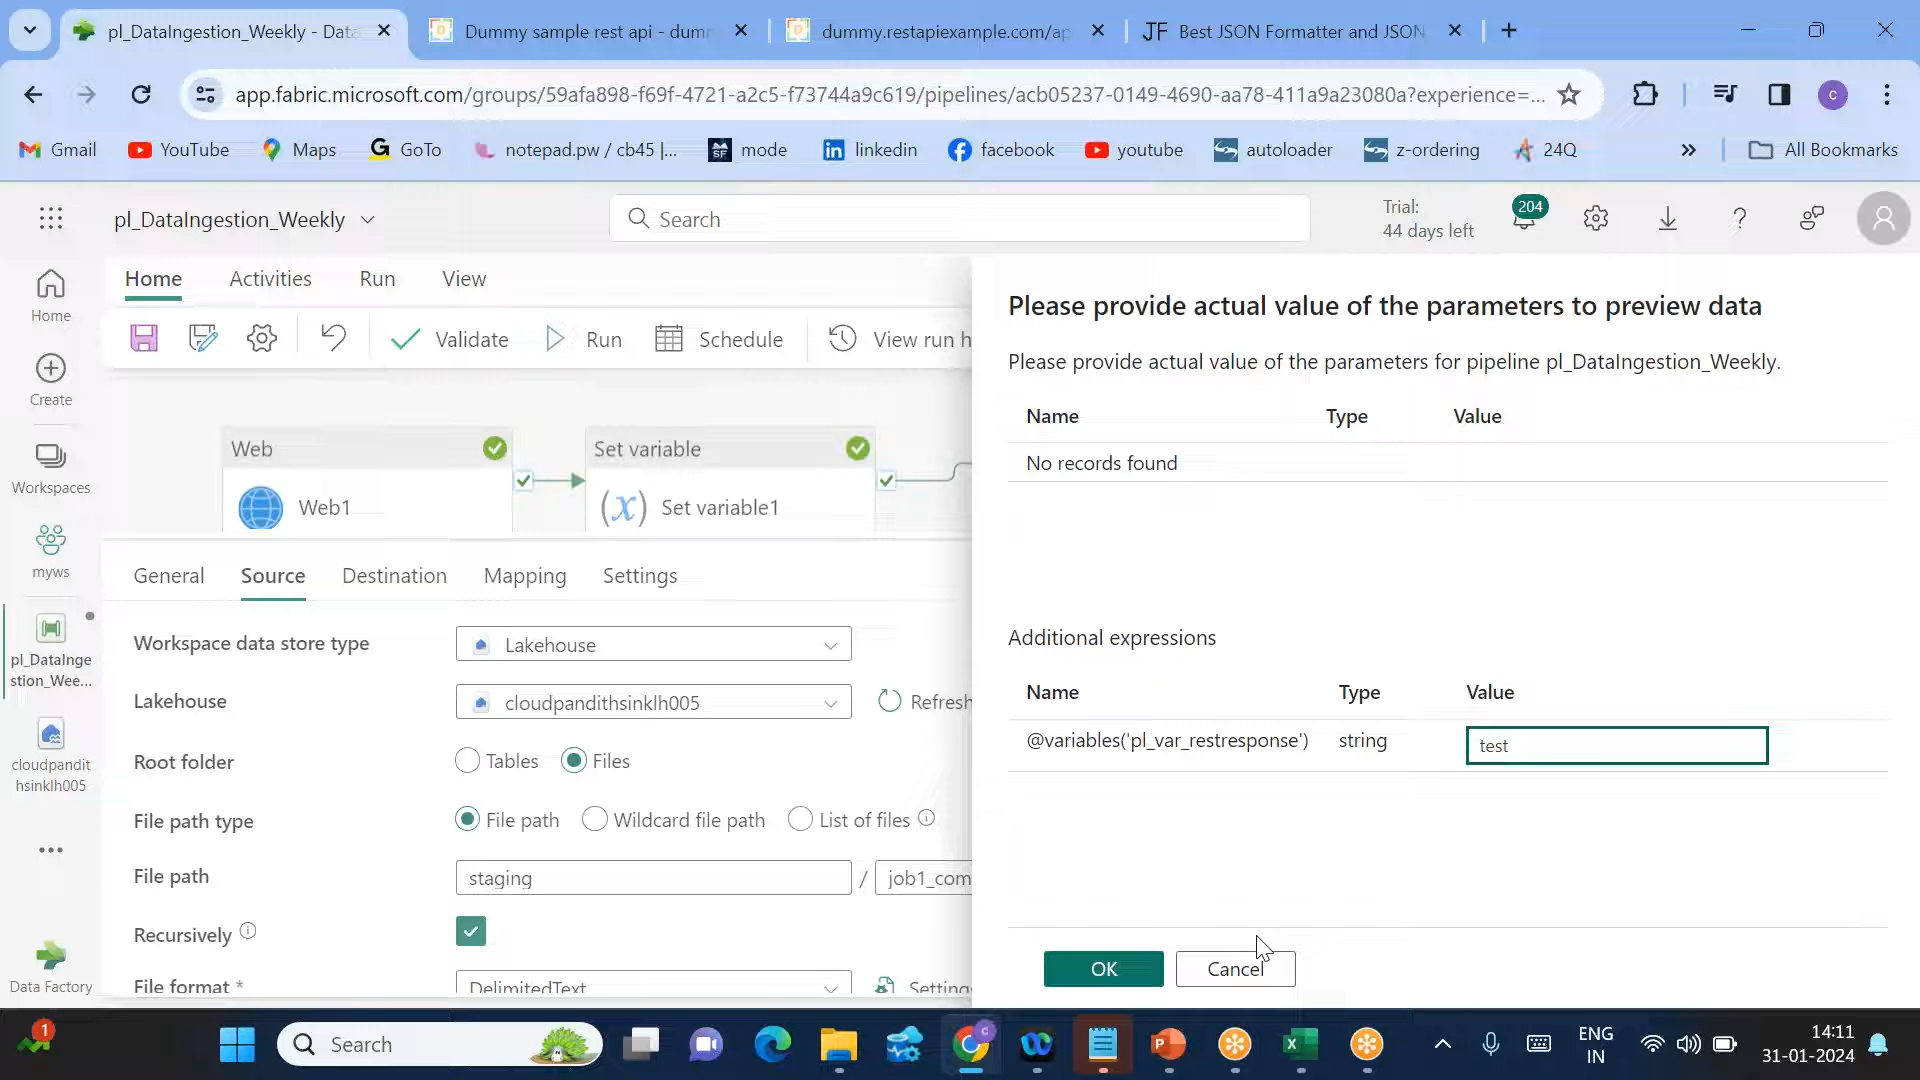 pl_DataIngestion_Weekly - Data
Dummy sample rest api - dumm
dummy.restapiexample.com/ap
JF Best JSON Formatter and JSON
app.fabric.microsoft.com/groups/59afa898-f69f-4721-a2c5-f73744a9c619/pipelines/acb05237-0149-4690-aa78-411a9a23080a?experience=...
c
Gmail YouTube Maps GoTo notepad.pw / cb45 |... mode linkedin facebook youtube autoloader z-ordering 24Q » All Bookmarks
pl_DataIngestion_Weekly
Search
Trial:
44 days left
204
Home Activities Run View
Validate Run Schedule View run h
Home
Create
Workspaces
myws
pl_DataInge
stion_Wee...
cloudpandit
hsinklh005
Data Factory
Web
Web1
Set variable
(x) Set variable1
General Source Destination Mapping Settings
Workspace data store type Lakehouse
Lakehouse cloudpandithsinklh005 Refresh
Root folder Tables Files
File path type File path Wildcard file path List of files
File path staging / job1_com
Recursively
File format * DelimitedText Settings
Please provide actual value of the parameters to preview data
Please provide actual value of the parameters for pipeline pl_DataIngestion_Weekly.
Name Type Value
No records found
Additional expressions
Name Type Value
@variables('pl_var_restresponse') string test
OK Cancel
1
Search
ENG
IN
14:11
31-01-2024